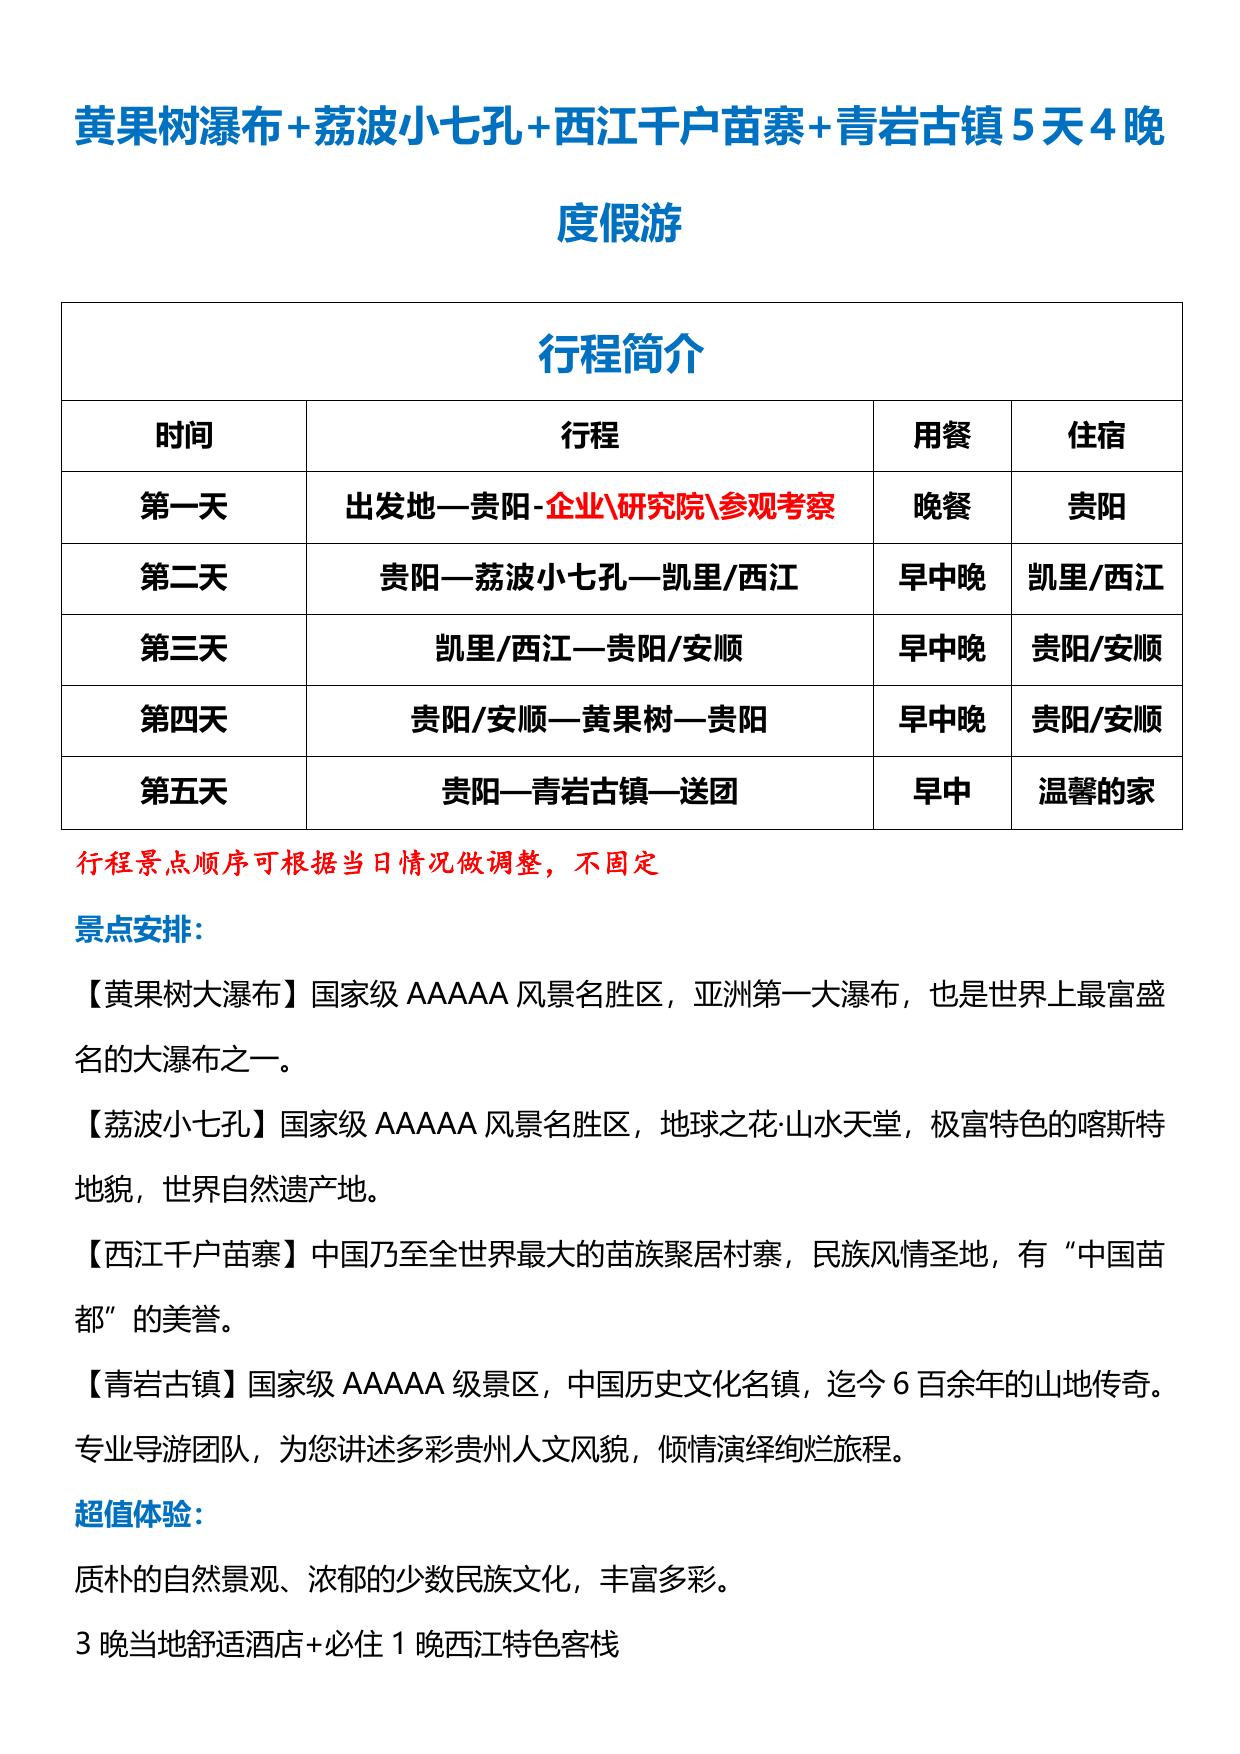 黄果树瀑布+荔波小七孔+西江千户苗寨+青岩古镇5天4晚
度假游
行程简介
时间 行程 用餐 住宿
第一天 出发地—贵阳-企业\研究院\参观考察 晚餐 贵阳
第二天 贵阳—荔波小七孔—凯里/西江 早中晚 凯里/西江
第三天 凯里/西江—贵阳/安顺 早中晚 贵阳/安顺
第四天 贵阳/安顺—黄果树—贵阳 早中晚 贵阳/安顺
第五天 贵阳—青岩古镇—送团 早中 温馨的家
行程景点顺序可根据当日情况做调整，不固定
景点安排：
【黄果树大瀑布】国家级 AAAAA 风景名胜区，亚洲第一大瀑布，也是世界上最富盛
名的大瀑布之一。
【荔波小七孔】国家级 AAAAA 风景名胜区，地球之花·山水天堂，极富特色的喀斯特
地貌，世界自然遗产地。
【西江千户苗寨】中国乃至全世界最大的苗族聚居村寨，民族风情圣地，有“中国苗
都”的美誉。
【青岩古镇】国家级 AAAAA 级景区，中国历史文化名镇，迄今 6 百余年的山地传奇。
专业导游团队，为您讲述多彩贵州人文风貌，倾情演绎绚烂旅程。
超值体验：
质朴的自然景观、浓郁的少数民族文化，丰富多彩。
3 晚当地舒适酒店+必住 1 晚西江特色客栈